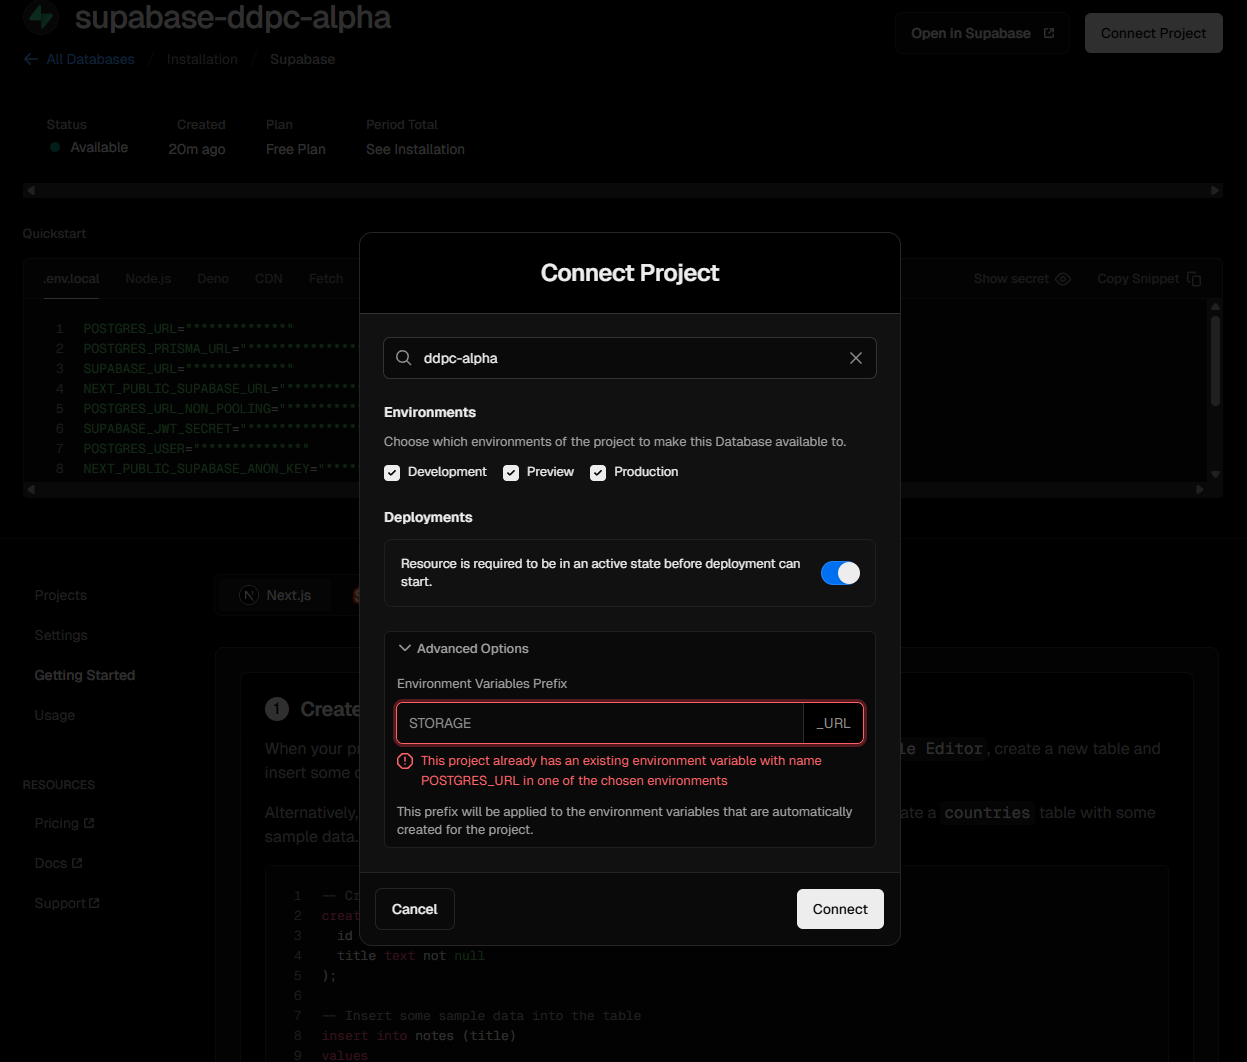 supabase-ddpc-alpha
Open in Supabase
Connect Project
All Databases / Installation / Supabase
Status
Available
Created
20m ago
Plan
Free Plan
Period Total
See Installation
Quickstart
.env.local Node.js Deno CDN Fetch
Show secret
Copy Snippet
1 POSTGRES_URL="*************"
2 POSTGRES_PRISMA_URL="**************
3 SUPABASE_URL="*************"
4 NEXT_PUBLIC_SUPABASE_URL="*********
5 POSTGRES_URL_NON_POOLING="*********
6 SUPABASE_JWT_SECRET="**************
7 POSTGRES_USER="*************"
8 NEXT_PUBLIC_SUPABASE_ANON_KEY="****
Connect Project
ddpc-alpha
Environments
Choose which environments of the project to make this Database available to.
Development Preview Production
Deployments
Resource is required to be in an active state before deployment can
start.
Advanced Options
Environment Variables Prefix
STORAGE
_URL
This project already has an existing environment variable with name
POSTGRES_URL in one of the chosen environments
This prefix will be applied to the environment variables that are automatically
created for the project.
Cancel
Connect
Projects
Settings
Getting Started
Usage
RESOURCES
Pricing
Docs
Support
Next.js
1 Create
When your pr
le Editor, create a new table and
insert some
Alternatively,
ate a countries table with some
sample data.
1 -- Cr
2 creat
3 id
4 title text not null
5 );
6
7 -- Insert some sample data into the table
8 insert into notes (title)
9 values